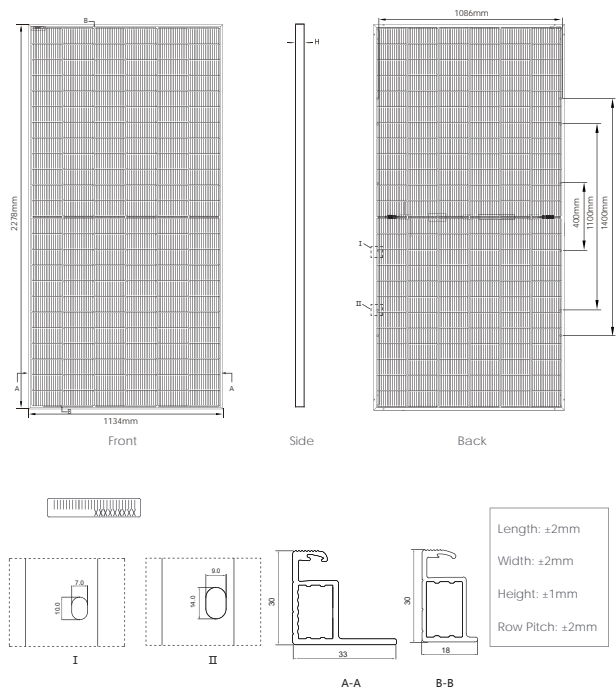 1086mm
B
H
2278mm
400mm
1100mm
1400mm
I
II
A
A
B
1134mm
Front
Side
Back
7.0
10.0
I
9.0
14.0
II
30
33
A-A
30
18
B-B
Length: ±2mm
Width: ±2mm
Height: ±1mm
Row Pitch: ±2mm